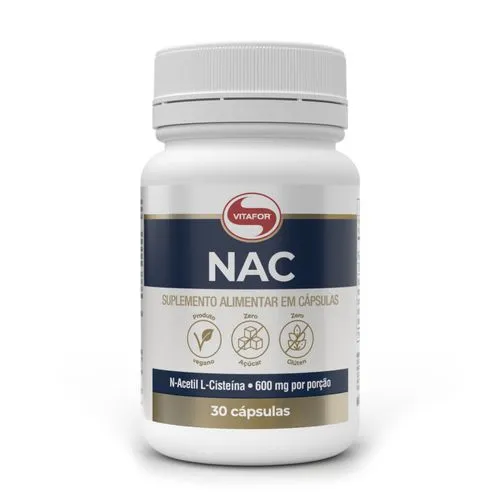 VITAFOR
NAC
SUPLEMENTO ALIMENTAR EM CÁPSULAS
Produto vegano
Zero Açúcar
Zero Glúten
N-Acetil L-Cisteína • 600 mg por porção
30 cápsulas